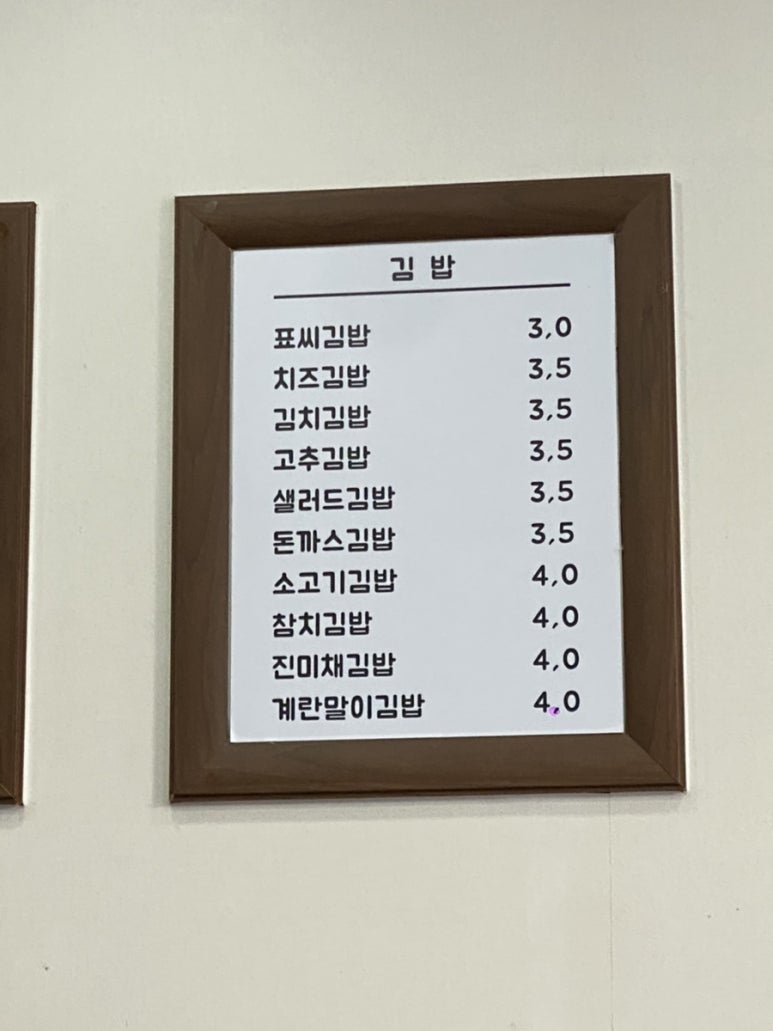 김 밥
표씨김밥 3,0
치즈김밥 3,5
김치김밥 3,5
고추김밥 3,5
샐러드김밥 3,5
돈까스김밥 3,5
소고기김밥 4,0
참치김밥 4,0
진미채김밥 4,0
계란말이김밥 4,0